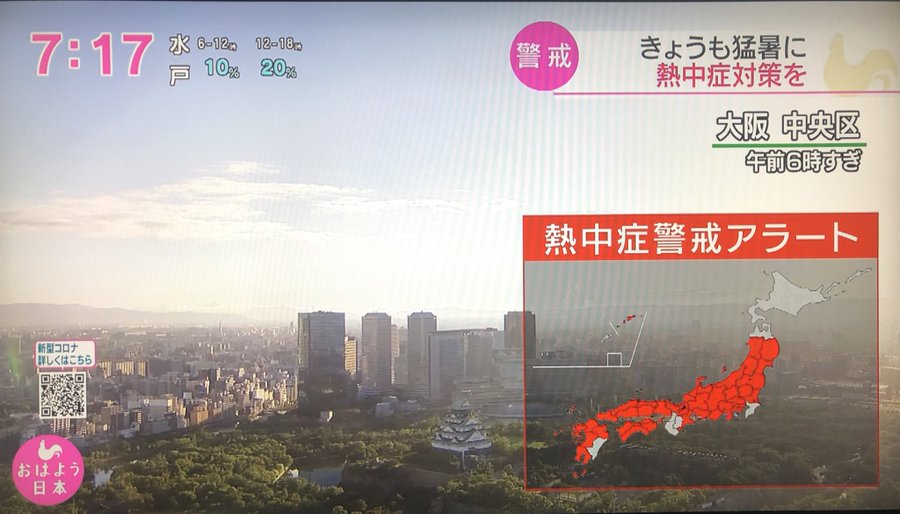 7:17
水 6-12時 12-18時
戸 10% 20%
警戒
きょうも猛暑に
熱中症対策を
大阪 中央区
午前6時すぎ
熱中症警戒アラート
新型コロナ
詳しくはこちら
おはよう
日本